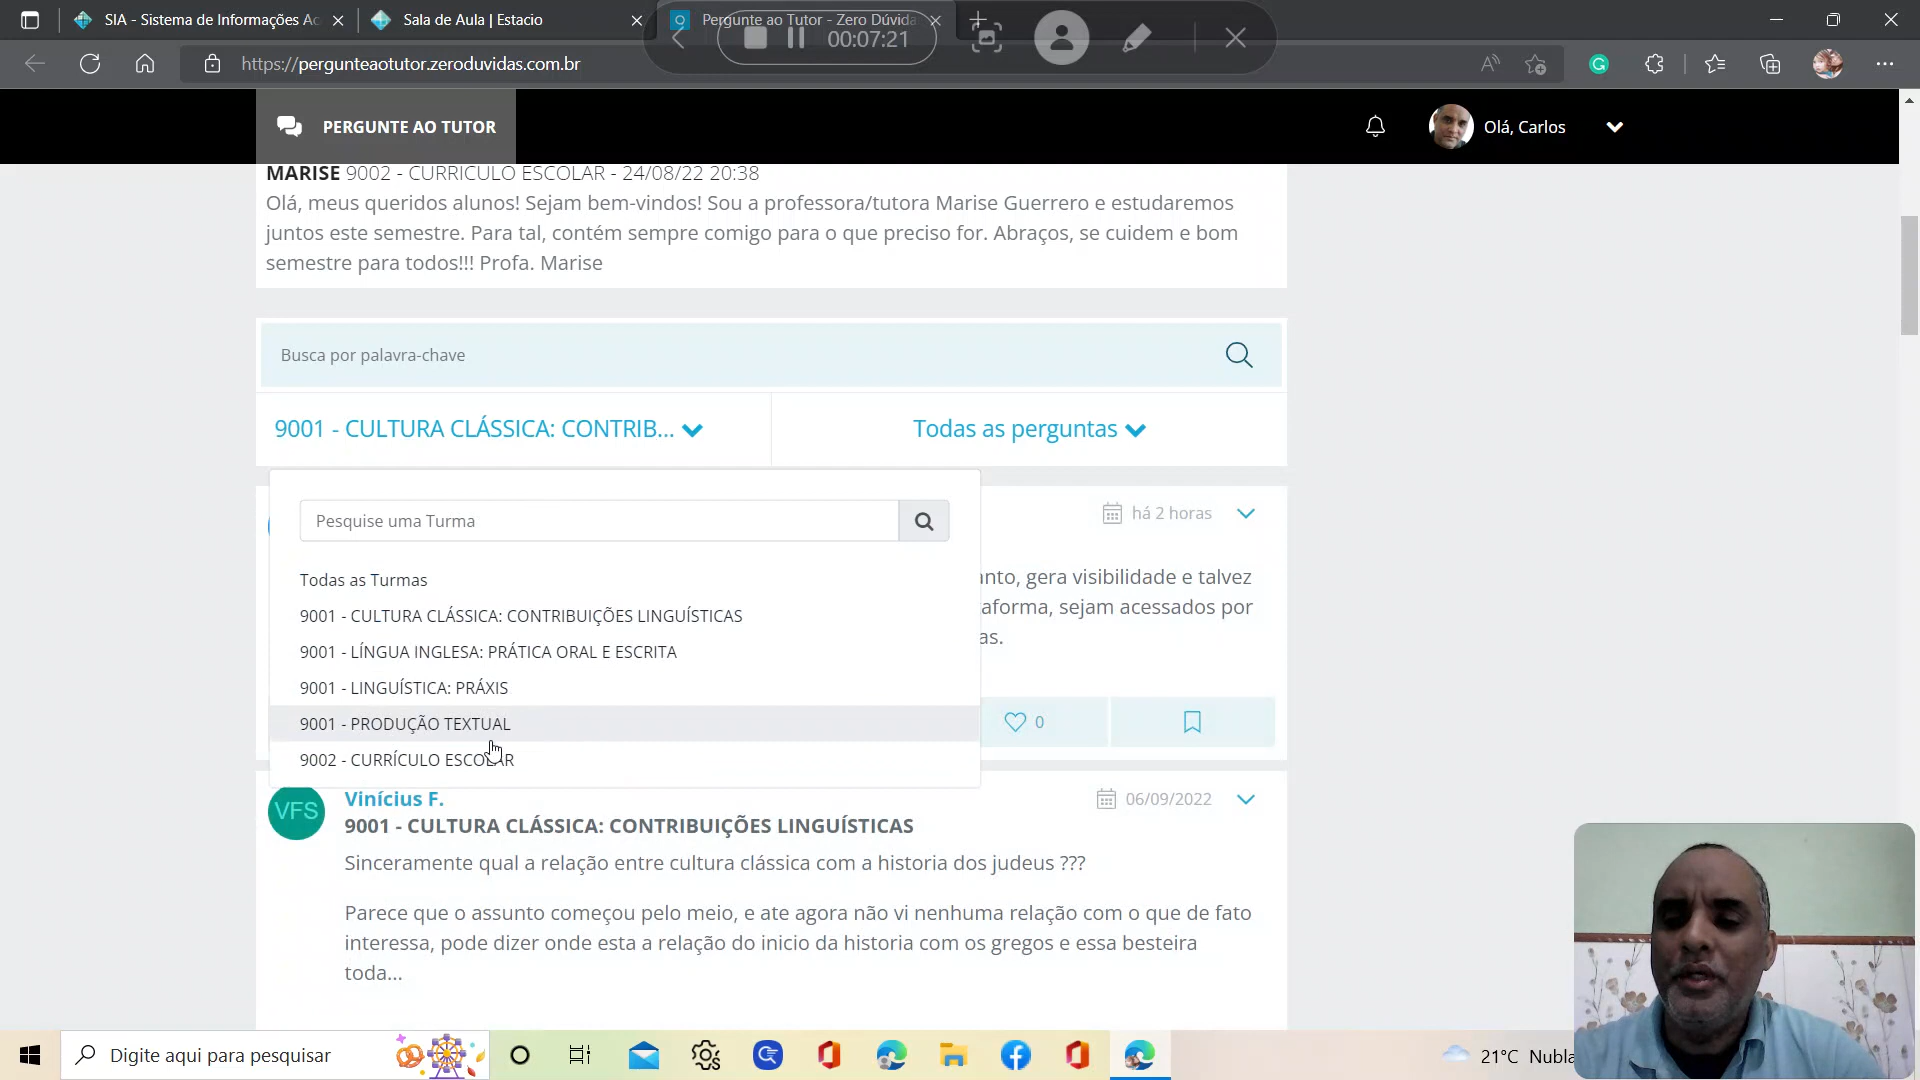 SIA - Sistema de Informações Ac
Sala de Aula | Estacio
Pergunte ao Tutor - Zero Dúvida
00:07:21
https://pergunteaotutor.zeroduvidas.com.br
PERGUNTE AO TUTOR
Olá, Carlos
MARISE 9002 - CURRÍCULO ESCOLAR - 24/08/22 20:38
Olá, meus queridos alunos! Sejam bem-vindos! Sou a professora/tutora Marise Guerrero e estudaremos
juntos este semestre. Para tal, contém sempre comigo para o que preciso for. Abraços, se cuidem e bom
semestre para todos!!! Profa. Marise
Busca por palavra-chave
9001 - CULTURA CLÁSSICA: CONTRIB...
Todas as perguntas
há 2 horas
Pesquise uma Turma
Todas as Turmas
anto, gera visibilidade e talvez
9001 - CULTURA CLÁSSICA: CONTRIBUIÇÕES LINGUÍSTICAS
aforma, sejam acessados por
as.
9001 - LÍNGUA INGLESA: PRÁTICA ORAL E ESCRITA
9001 - LINGUÍSTICA: PRÁXIS
9001 - PRODUÇÃO TEXTUAL
0
9002 - CURRÍCULO ESCOLAR
VFS
Vinícius F.
06/09/2022
9001 - CULTURA CLÁSSICA: CONTRIBUIÇÕES LINGUÍSTICAS
Sinceramente qual a relação entre cultura clássica com a historia dos judeus ???
Parece que o assunto começou pelo meio, e ate agora não vi nenhuma relação com o que de fato
interessa, pode dizer onde esta a relação do inicio da historia com os gregos e essa besteira
toda...
Digite aqui para pesquisar
21°C Nubla